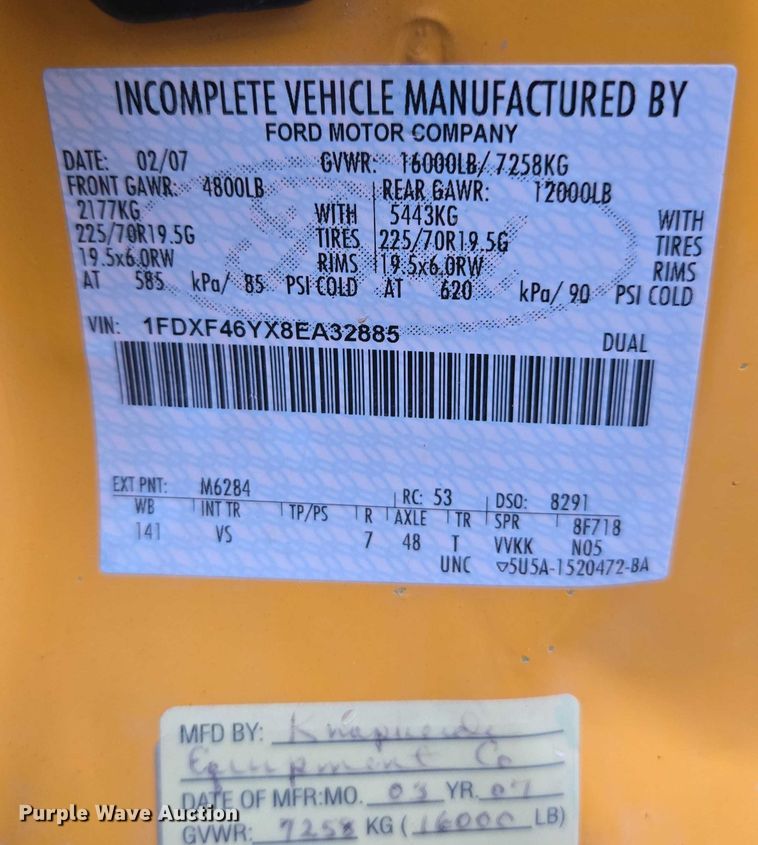 INCOMPLETE VEHICLE MANUFACTURED BY
FORD MOTOR COMPANY
DATE: 02/07 GVWR: 16000LB/ 7258KG
FRONT GAWR: 4800LB REAR GAWR: 12000LB
2177KG WITH 5443KG WITH
225/70R19.5G TIRES 225/70R19.5G TIRES
19.5x6.0RW RIMS 19.5x6.0RW RIMS
AT 585 kPa/ 85 PSI COLD AT 620 kPa/ 90 PSI COLD
VIN: 1FDXF46YX8EA32885 DUAL
EXT PNT: M6284 RC: 53 DSO: 8291
WB INT TR TP/PS R AXLE TR SPR 8F718
141 VS 7 48 T VVKK N05
UNC ▽5U5A-1520472-BA
MFD BY: Knapheide
Equipment Co
DATE OF MFR:MO. 03 YR. 07
GVWR: 7258 KG (16000 LB)
Purple Wave Auction